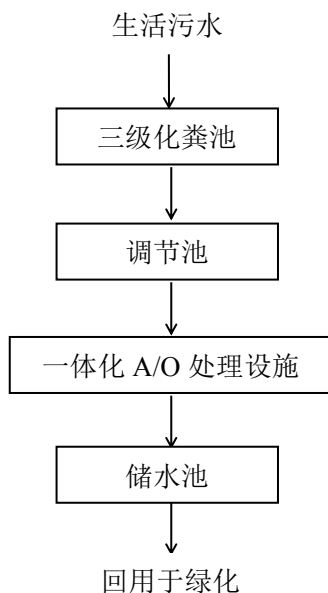 生活污水
三级化粪池
调节池
一体化 A/O 处理设施
储水池
回用于绿化